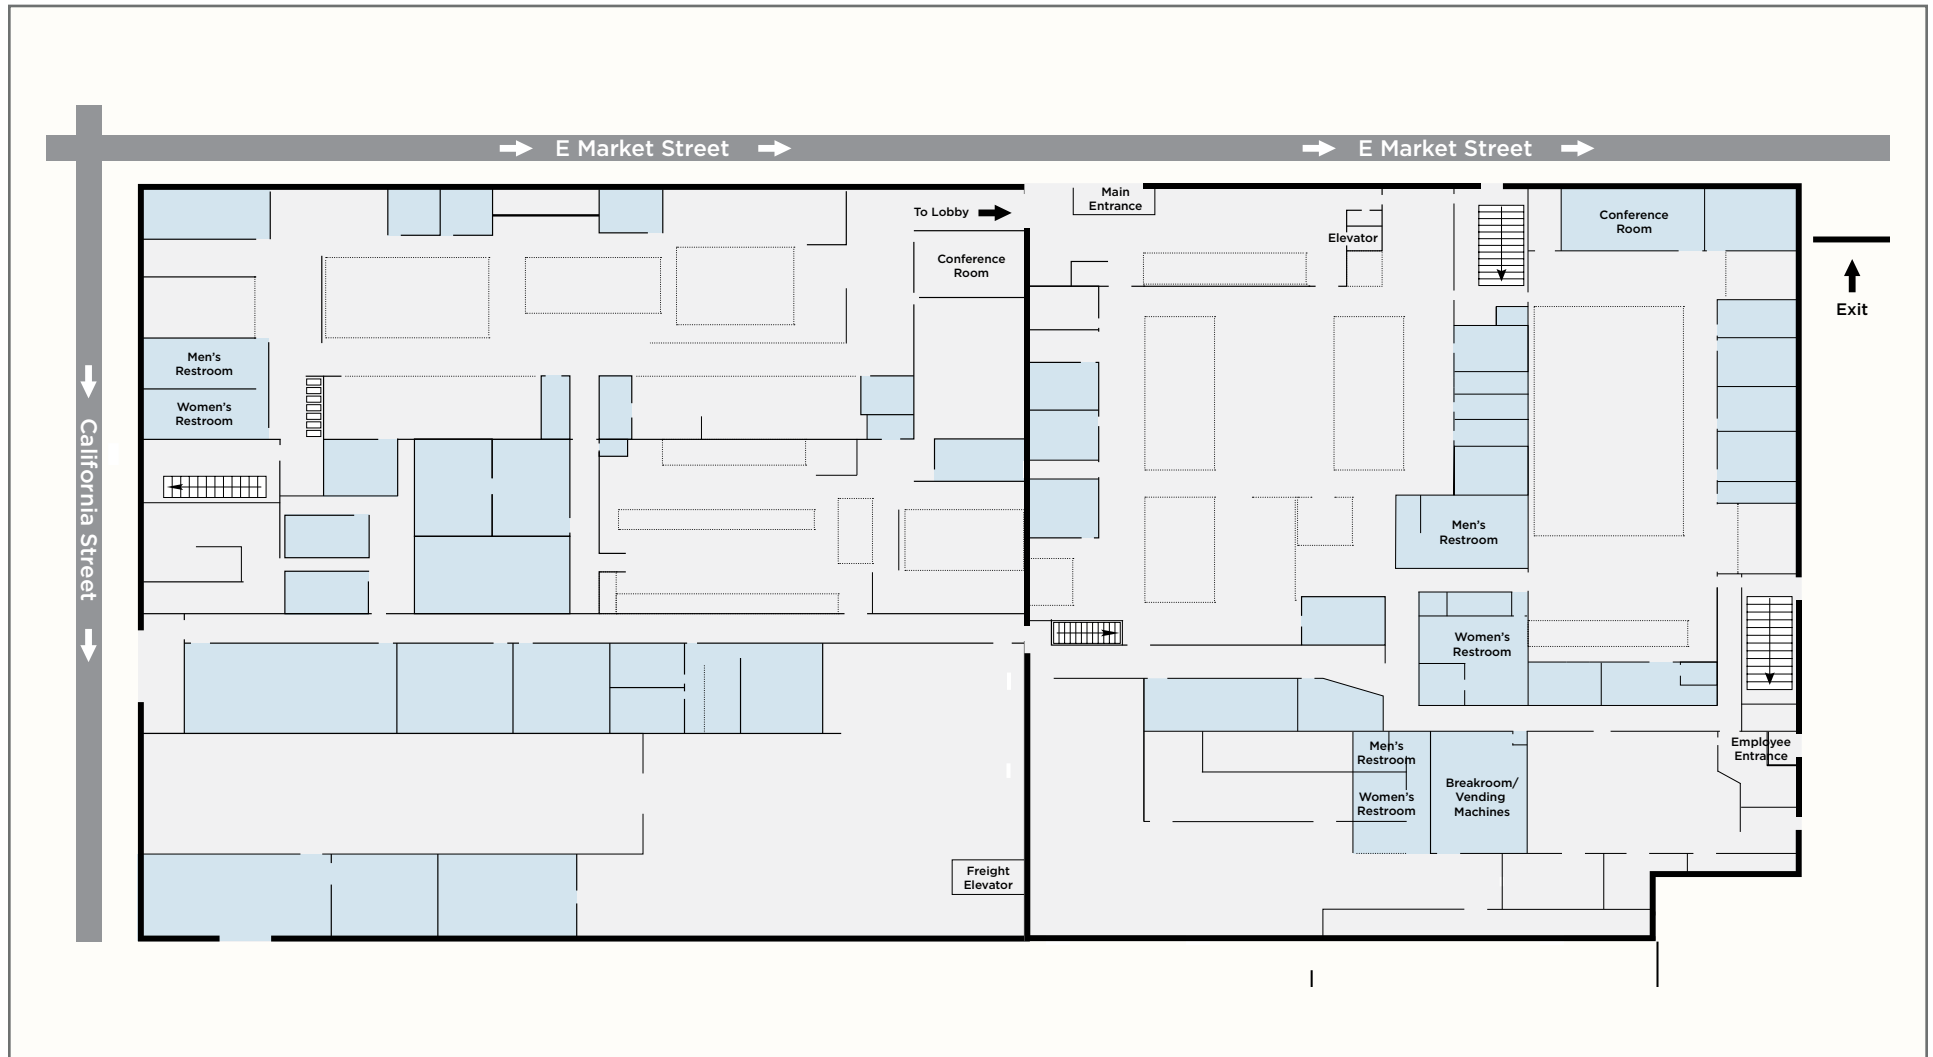 E Market Street
E Market Street
Main
Entrance
To Lobby
Conference
Room
Elevator
Conference
Room
Exit
Men's
Restroom
Women's
Restroom
California Street
Men's
Restroom
Women's
Restroom
Men's
Restroom
Women's
Restroom
Breakroom/
Vending
Machines
Employee
Entrance
Freight
Elevator